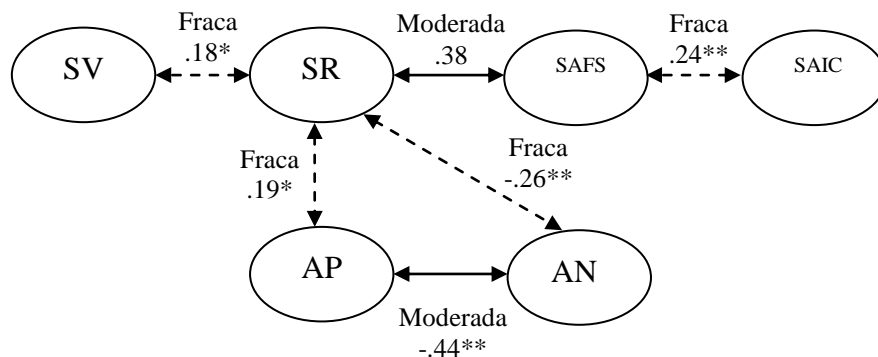 Fraca
.18*
Moderada
.38
Fraca
.24**
SV
SR
SAFS
SAIC
Fraca
.19*
Fraca
-.26**
AP
AN
Moderada
-.44**